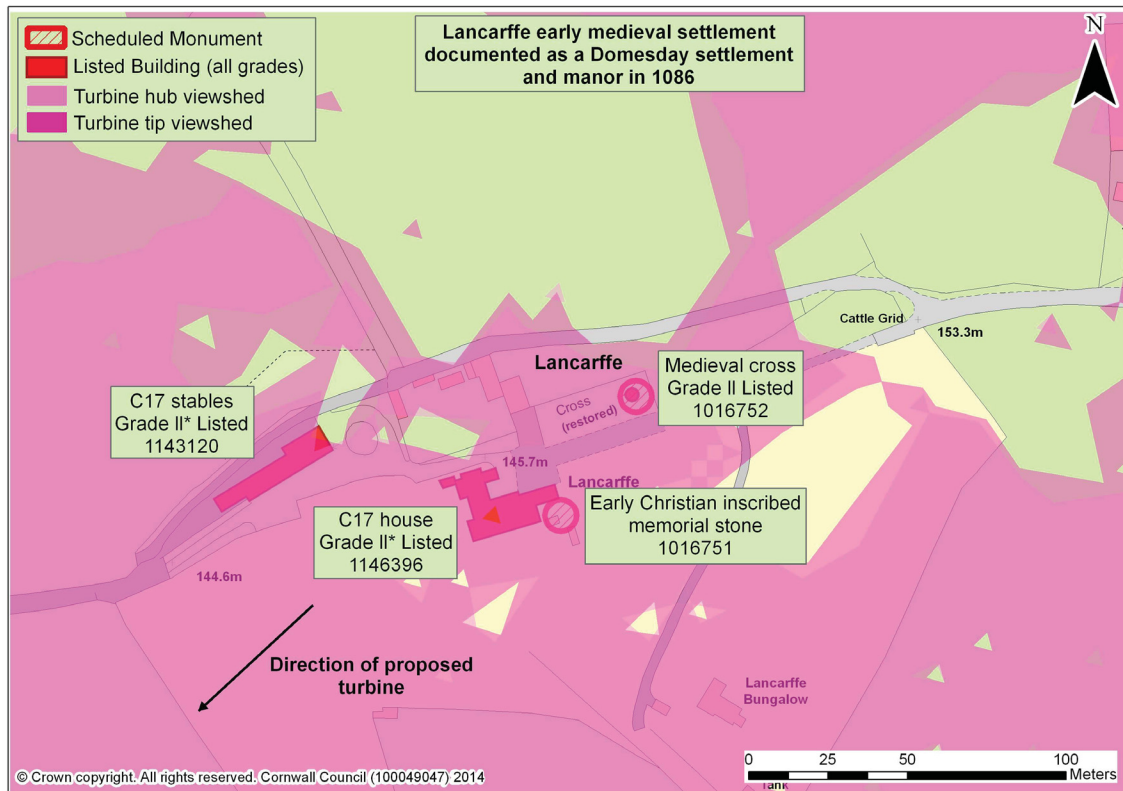 Scheduled Monument
Listed Building (all grades)
Turbine hub viewshed
Turbine tip viewshed
Lancarffe early medieval settlement
documented as a Domesday settlement
and manor in 1086
N
Cattle Grid
153.3m
Lancarffe
Medieval cross
Grade II Listed
1016752
Cross
(restored)
C17 stables
Grade II* Listed
1143120
145.7m
Lancarffe
C17 house
Grade II* Listed
1146396
Early Christian inscribed
memorial stone
1016751
144.6m
Direction of proposed
turbine
Lancarffe
Bungalow
© Crown copyright. All rights reserved. Cornwall Council (100049047) 2014
0 25 50 100
Meters
Tank